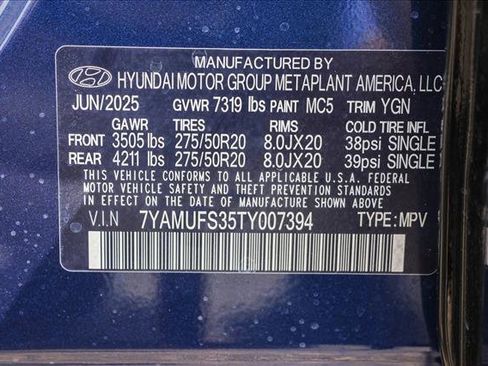 MANUFACTURED BY
HYUNDAI MOTOR GROUP METAPLANT AMERICA, LLC
JUN/2025 GVWR 7319 lbs PAINT MC5 TRIM YGN
GAWR TIRES RIMS COLD TIRE INFL
FRONT 3505 lbs 275/50R20 8.0JX20 38psi SINGLE
REAR 4211 lbs 275/50R20 8.0JX20 39psi SINGLE
THIS VEHICLE CONFORMS TO ALL APPLICABLE U.S.A. FEDERAL
MOTOR VEHICLE SAFETY AND THEFT PREVENTION STANDARDS
IN EFFECT ON THE DATE OF MANUFACTURE SHOWN ABOVE.
V.I.N 7YAMUFS35TY007394 TYPE: MPV